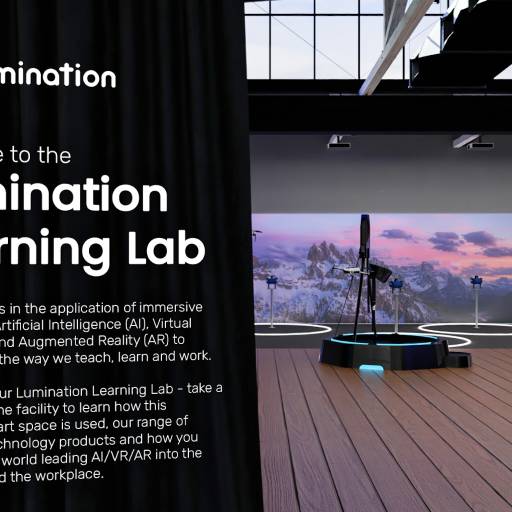 mination
to the
mination
rning Lab
s in the application of immersive
Artificial Intelligence (AI), Virtual
nd Augmented Reality (AR) to
the way we teach, learn and work.
ur Lumination Learning Lab - take a
he facility to learn how this
art space is used, our range of
chnology products and how you
world leading AI/VR/AR into the
d the workplace.